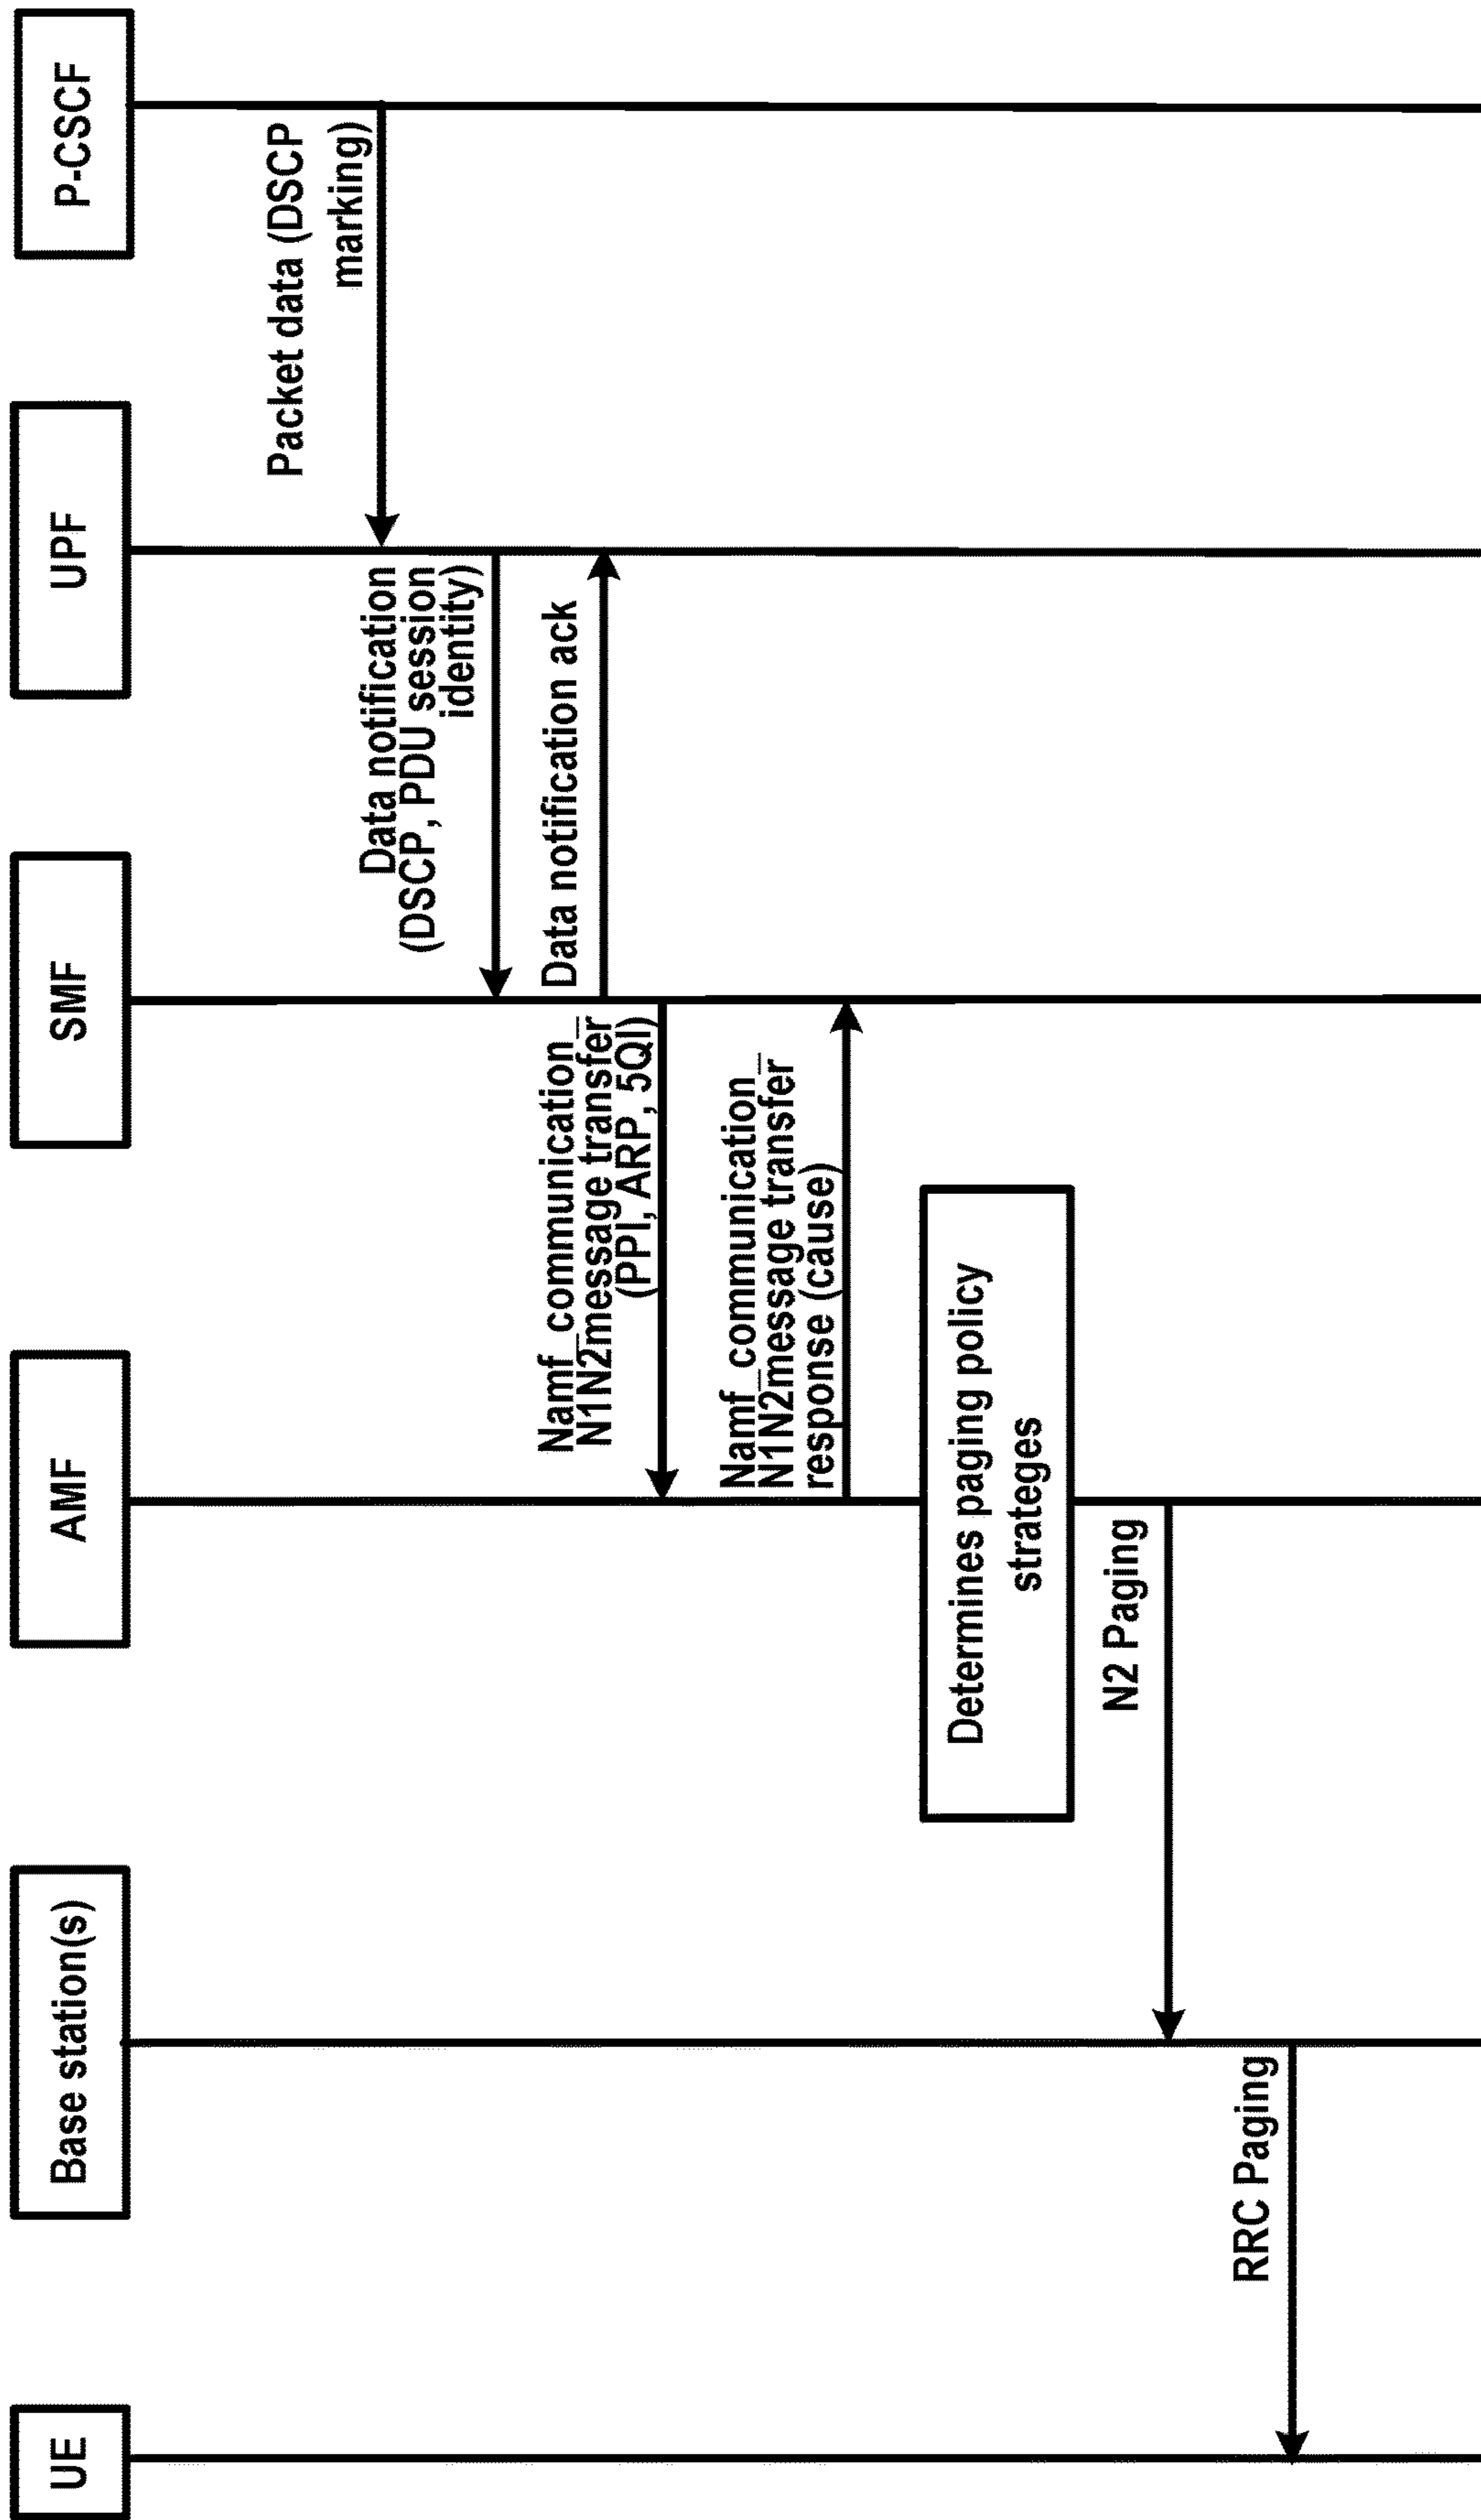 UE
Base station(s)
AMF
SMF
UPF
P-CSCF
Packet data (DSCP
marking)
Data notification
(DSCP, PDU session
identity)
Data notification ack
Namf_communication_
N1N2message transfer
(PPI, ARP, 5QI)
Namf_communication_
N1N2message transfer
response (cause)
Determines paging policy
strateges
N2 Paging
RRC Paging